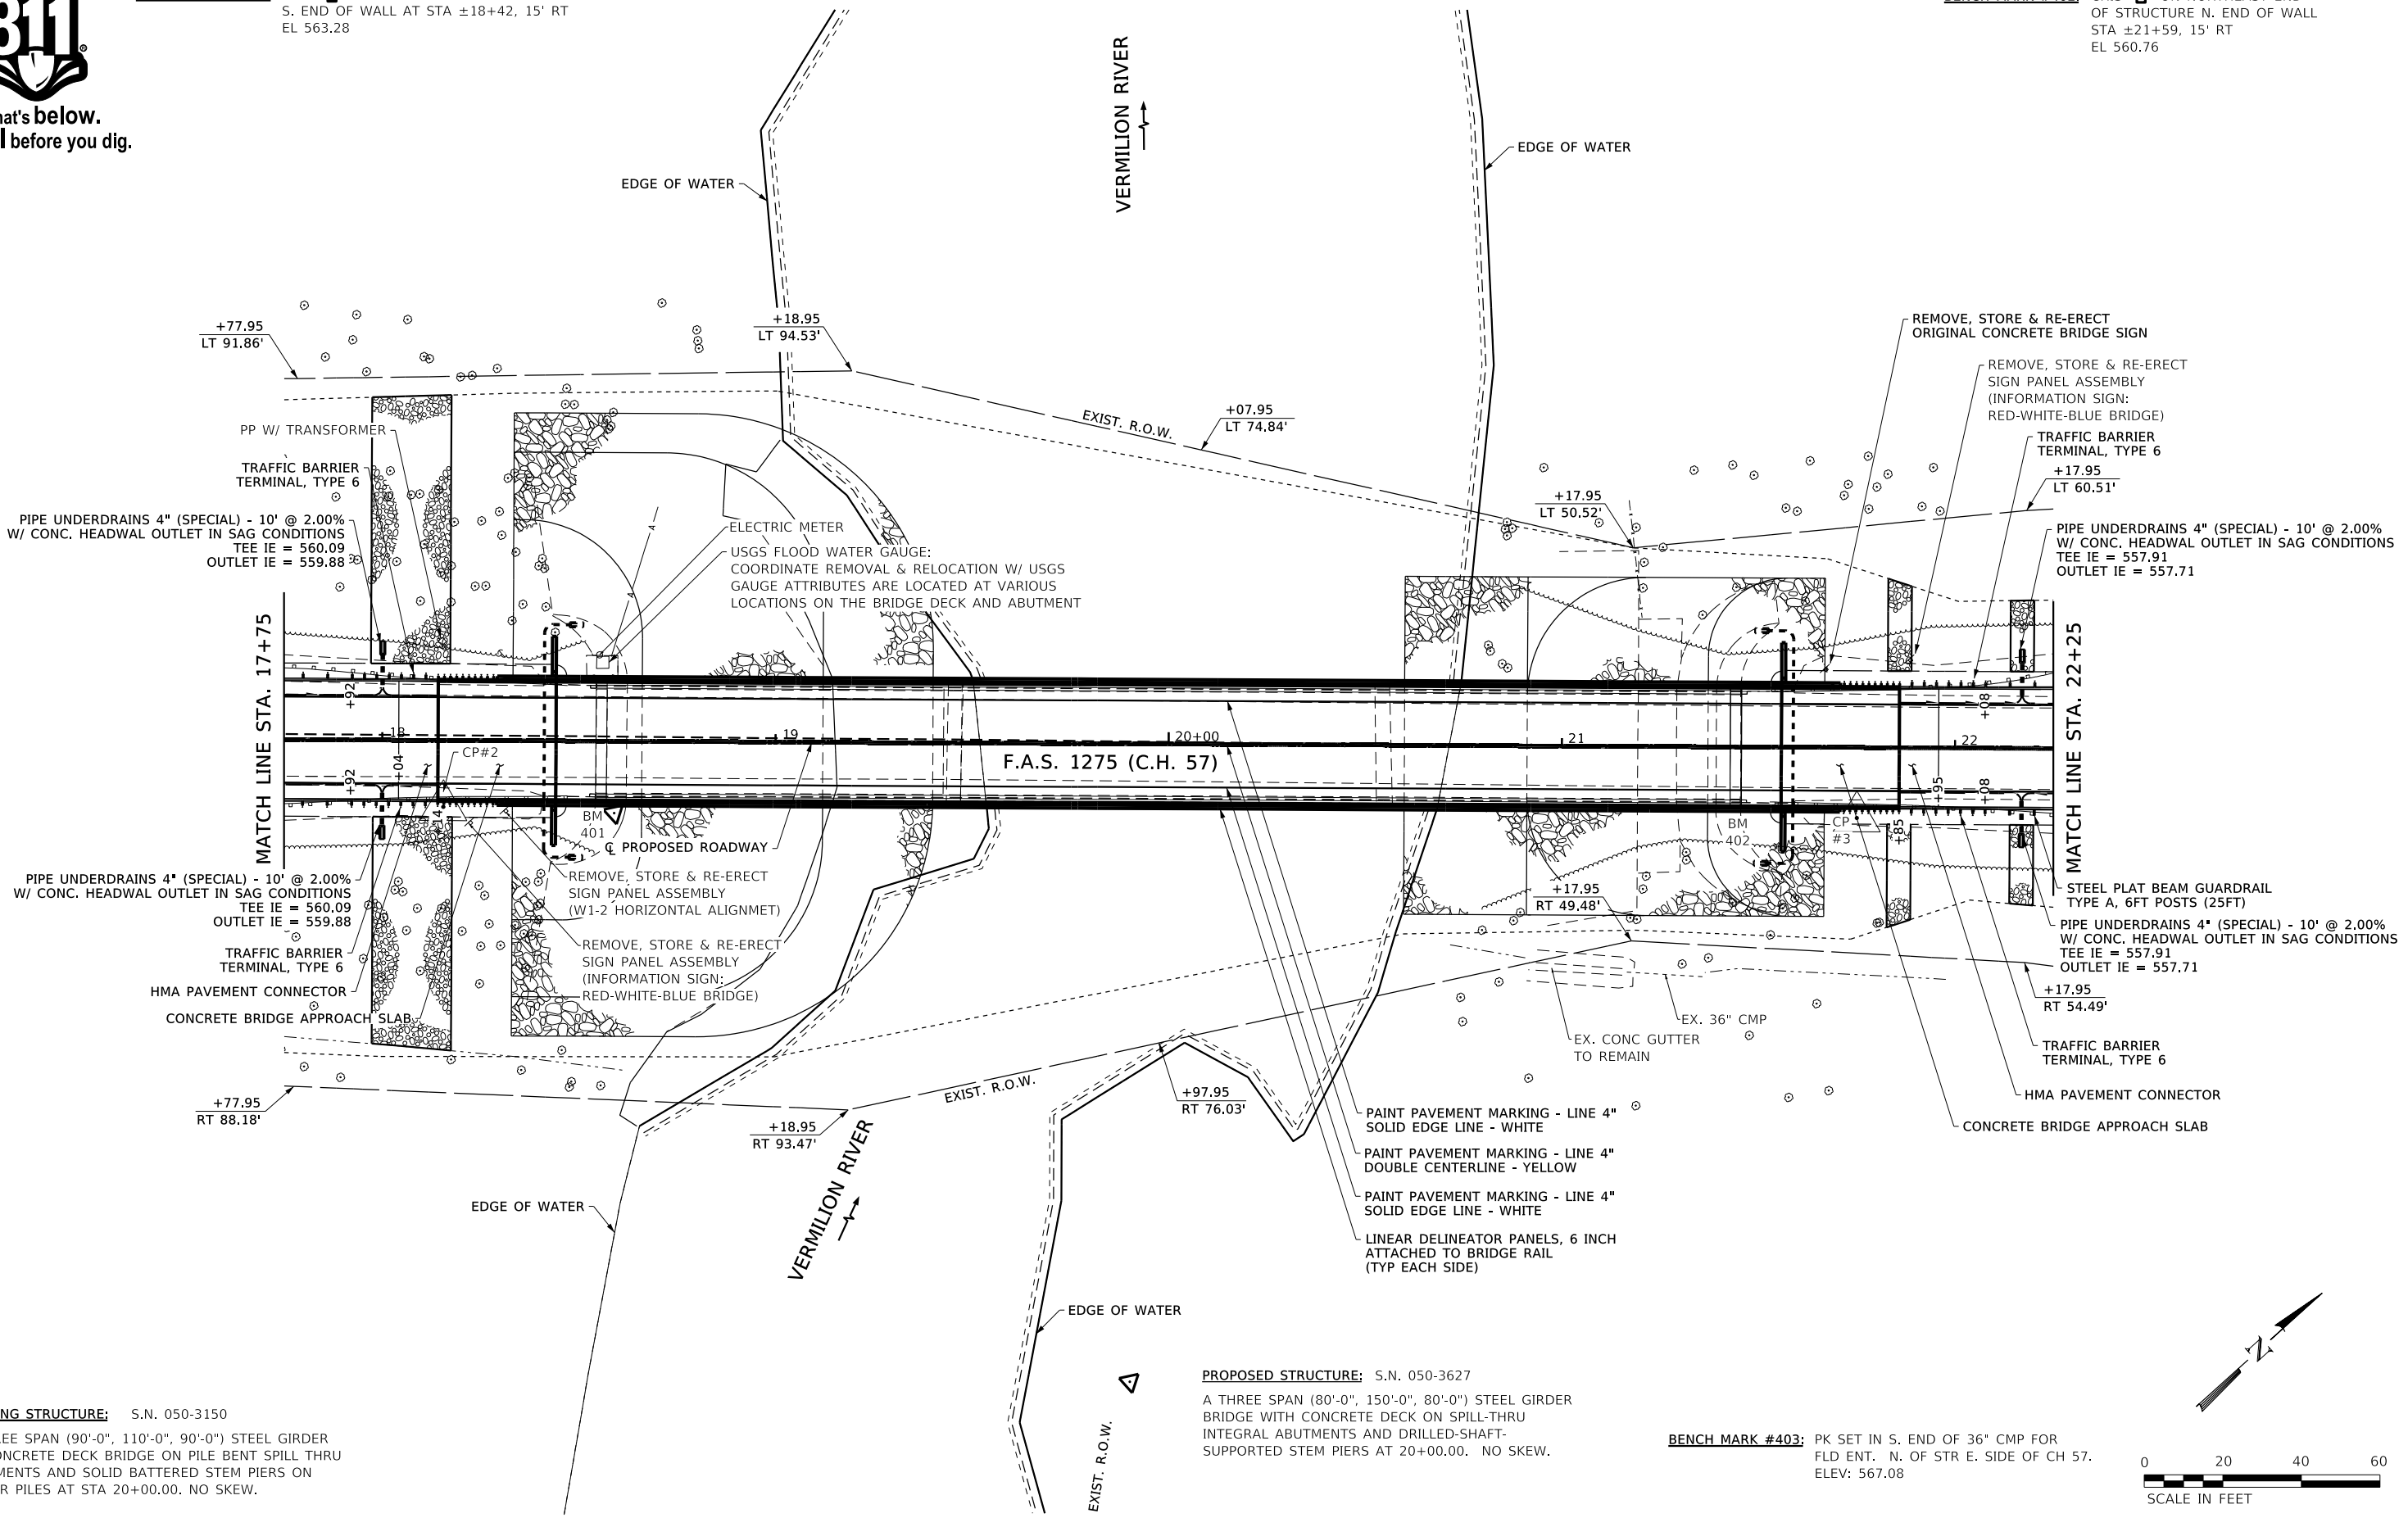 811
®
below.
before you dig.
S. END OF WALL AT STA ±18+42, 15' RT
EL 563.28
OF STRUCTURE N. END OF WALL
STA ±21+59, 15' RT
EL 560.76
VERMILION RIVER
EDGE OF WATER
EDGE OF WATER
+77.95
LT 91.86'
+18.95
LT 94.53'
EXIST. R.O.W.
+07.95
LT 74.84'
+17.95
LT 50.52'
REMOVE, STORE & RE-ERECT
ORIGINAL CONCRETE BRIDGE SIGN
REMOVE, STORE & RE-ERECT
SIGN PANEL ASSEMBLY
(INFORMATION SIGN:
RED-WHITE-BLUE BRIDGE)
TRAFFIC BARRIER
TERMINAL, TYPE 6
+17.95
LT 60.51'
PIPE UNDERDRAINS 4" (SPECIAL) - 10' @ 2.00%
W/ CONC. HEADWAL OUTLET IN SAG CONDITIONS
TEE IE = 557.91
OUTLET IE = 557.71
PP W/ TRANSFORMER
TRAFFIC BARRIER
TERMINAL, TYPE 6
PIPE UNDERDRAINS 4" (SPECIAL) - 10' @ 2.00%
W/ CONC. HEADWAL OUTLET IN SAG CONDITIONS
TEE IE = 560.09
OUTLET IE = 559.88
ELECTRIC METER
USGS FLOOD WATER GAUGE:
COORDINATE REMOVAL & RELOCATION W/ USGS
GAUGE ATTRIBUTES ARE LOCATED AT VARIOUS
LOCATIONS ON THE BRIDGE DECK AND ABUTMENT
MATCH LINE STA. 17+75
MATCH LINE STA. 22+25
+92
+08
18
19
20+00
21
22
CP#2
F.A.S. 1275 (C.H. 57)
+92
+04
+95
+08
+14
BM
401
BM
402
CP
#3
+85
℄ PROPOSED ROADWAY
PIPE UNDERDRAINS 4" (SPECIAL) - 10' @ 2.00%
W/ CONC. HEADWAL OUTLET IN SAG CONDITIONS
TEE IE = 560.09
OUTLET IE = 559.88
TRAFFIC BARRIER
TERMINAL, TYPE 6
HMA PAVEMENT CONNECTOR
CONCRETE BRIDGE APPROACH SLAB
REMOVE, STORE & RE-ERECT
SIGN PANEL ASSEMBLY
(W1-2 HORIZONTAL ALIGNMET)
REMOVE, STORE & RE-ERECT
SIGN PANEL ASSEMBLY
(INFORMATION SIGN:
RED-WHITE-BLUE BRIDGE)
+17.95
RT 49.48'
STEEL PLAT BEAM GUARDRAIL
TYPE A, 6FT POSTS (25FT)
PIPE UNDERDRAINS 4" (SPECIAL) - 10' @ 2.00%
W/ CONC. HEADWAL OUTLET IN SAG CONDITIONS
TEE IE = 557.91
OUTLET IE = 557.71
+17.95
RT 54.49'
EX. 36" CMP
EX. CONC GUTTER
TO REMAIN
TRAFFIC BARRIER
TERMINAL, TYPE 6
HMA PAVEMENT CONNECTOR
CONCRETE BRIDGE APPROACH SLAB
+77.95
RT 88.18'
+18.95
RT 93.47'
EXIST. R.O.W.
+97.95
RT 76.03'
PAINT PAVEMENT MARKING - LINE 4"
SOLID EDGE LINE - WHITE
PAINT PAVEMENT MARKING - LINE 4"
DOUBLE CENTERLINE - YELLOW
PAINT PAVEMENT MARKING - LINE 4"
SOLID EDGE LINE - WHITE
LINEAR DELINEATOR PANELS, 6 INCH
ATTACHED TO BRIDGE RAIL
(TYP EACH SIDE)
EDGE OF WATER
VERMILION RIVER
EDGE OF WATER
EXIST. R.O.W.
PROPOSED STRUCTURE: S.N. 050-3627
A THREE SPAN (80'-0", 150'-0", 80'-0") STEEL GIRDER
BRIDGE WITH CONCRETE DECK ON SPILL-THRU
INTEGRAL ABUTMENTS AND DRILLED-SHAFT-
SUPPORTED STEM PIERS AT 20+00.00. NO SKEW.
STRUCTURE: S.N. 050-3150
SPAN (90'-0", 110'-0", 90'-0") STEEL GIRDER
DECK BRIDGE ON PILE BENT SPILL THRU
AND SOLID BATTERED STEM PIERS ON
PILES AT STA 20+00.00. NO SKEW.
BENCH MARK #403: PK SET IN S. END OF 36" CMP FOR
FLD ENT. N. OF STR E. SIDE OF CH 57.
ELEV: 567.08
N
0 20 40 60
SCALE IN FEET